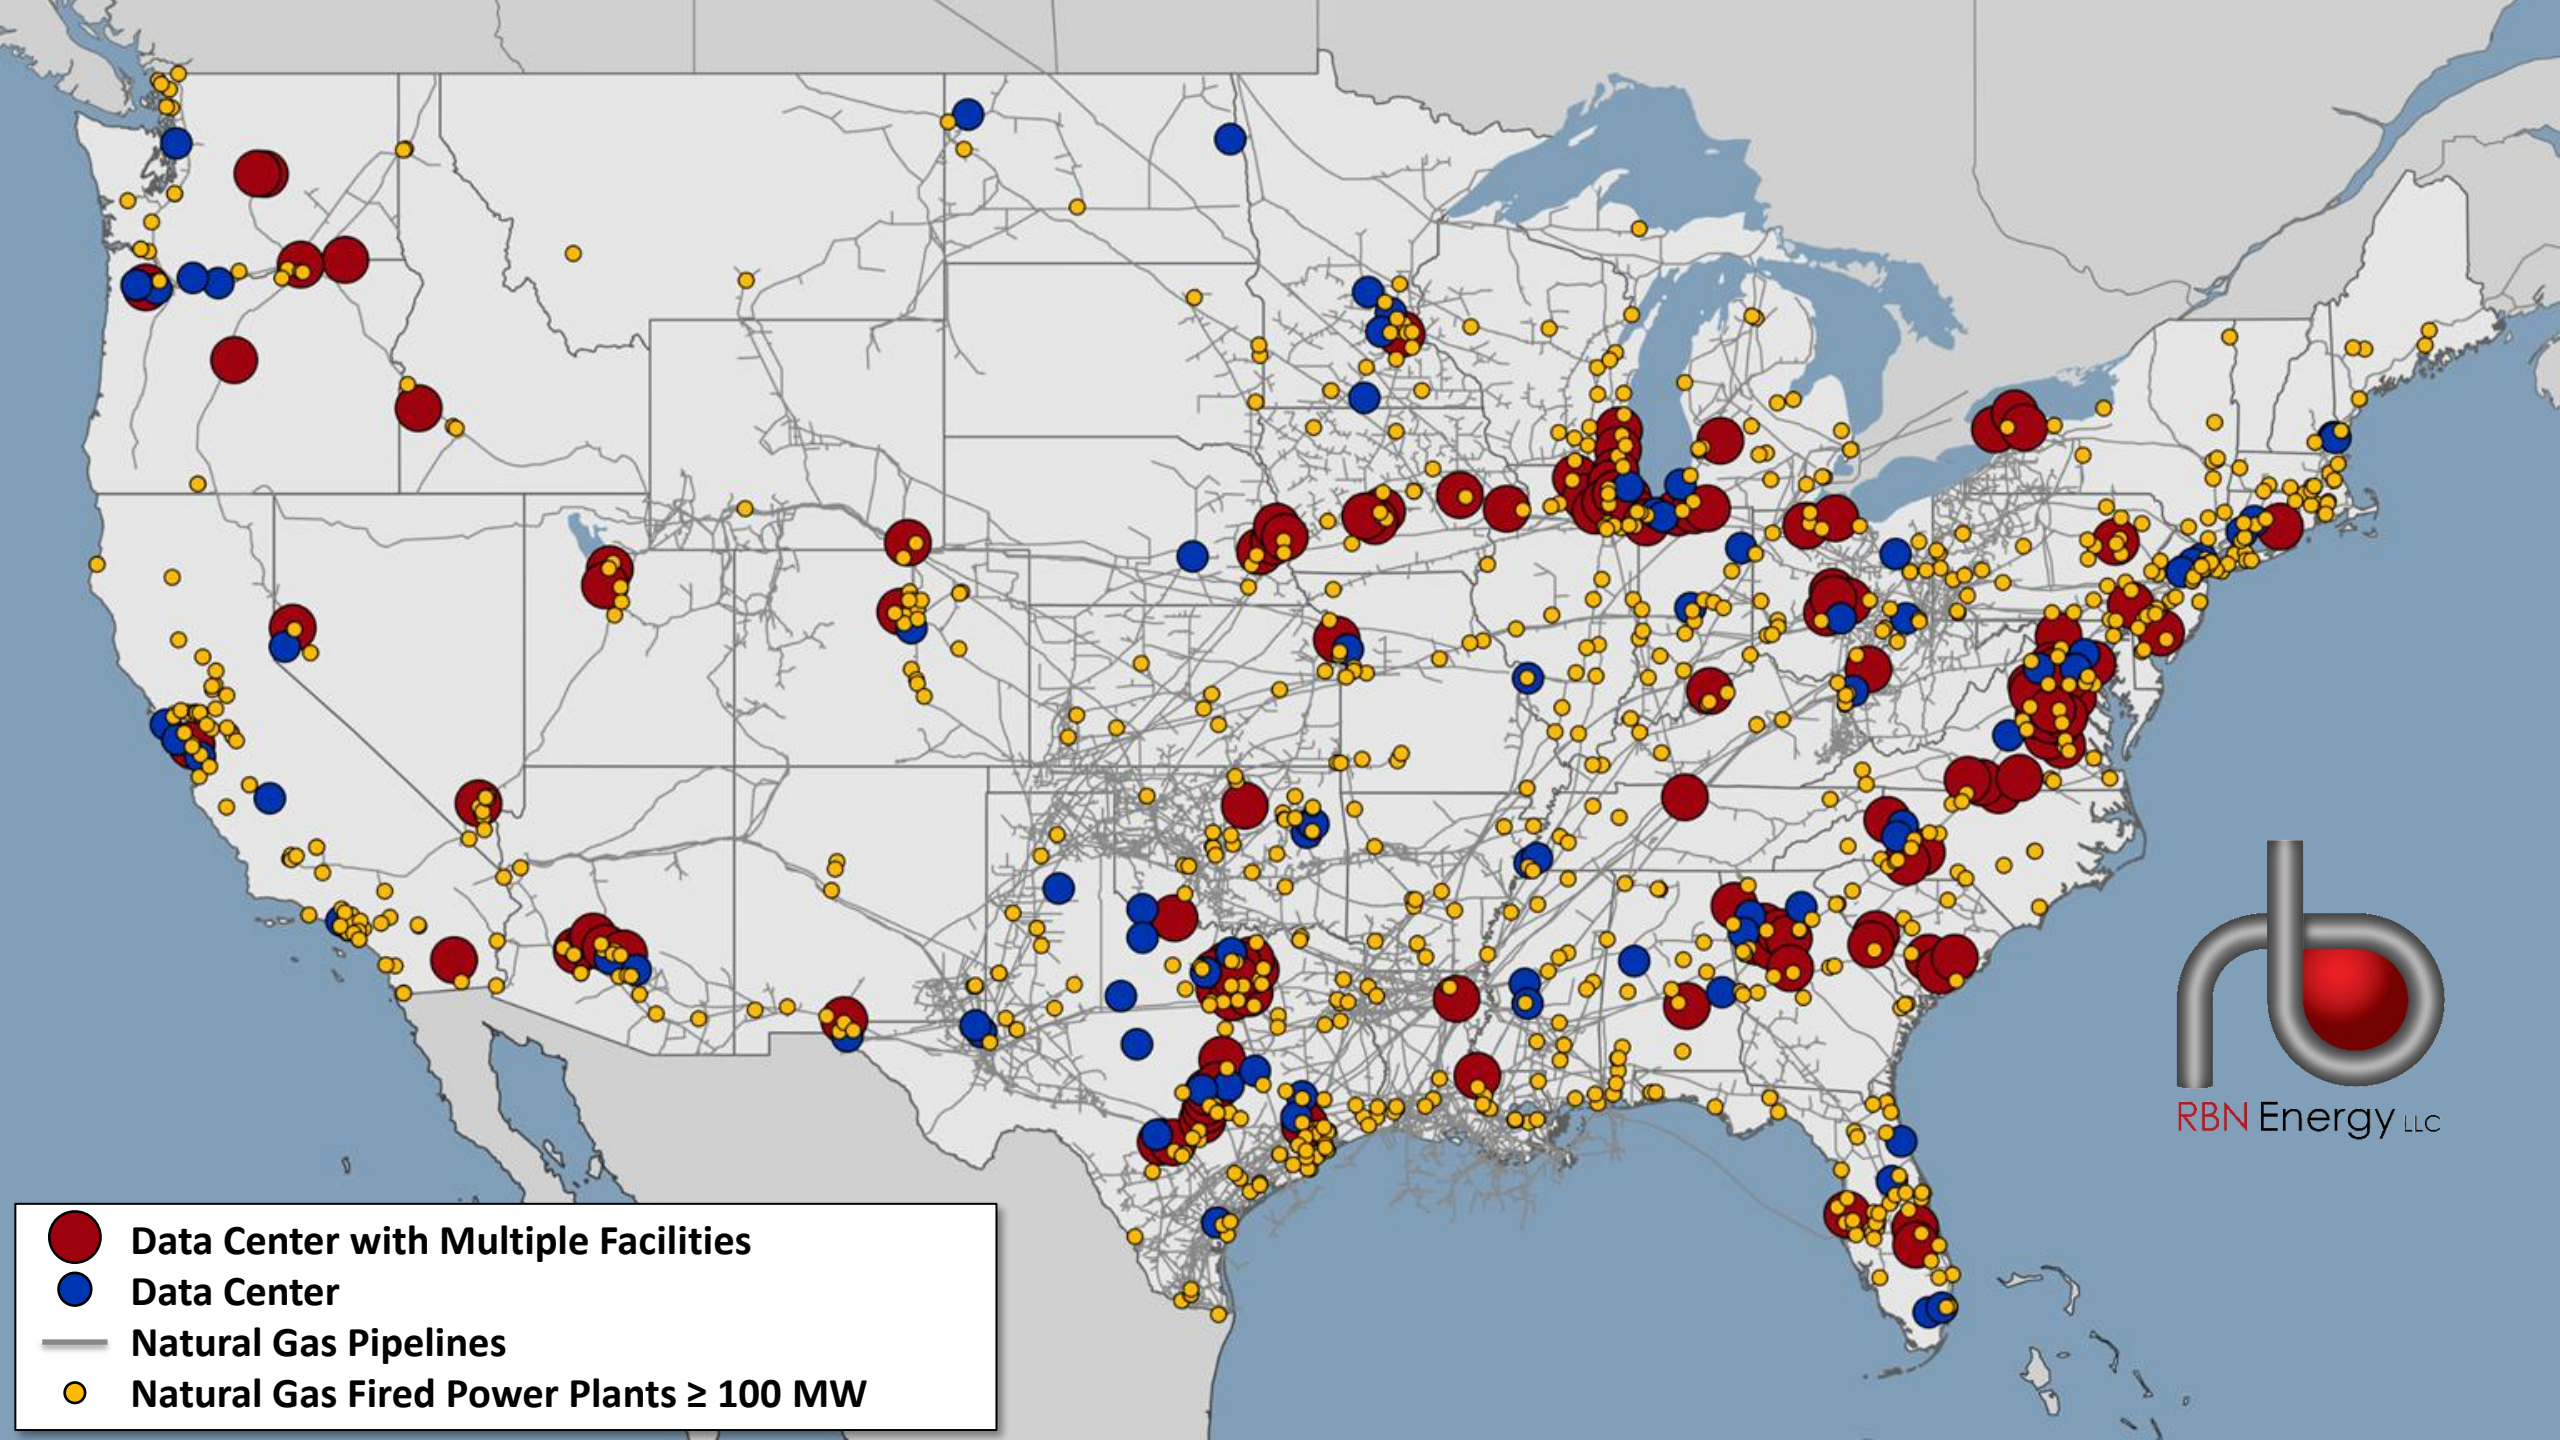 RBN Energy LLC
Data Center with Multiple Facilities
Data Center
Natural Gas Pipelines
Natural Gas Fired Power Plants ≥ 100 MW